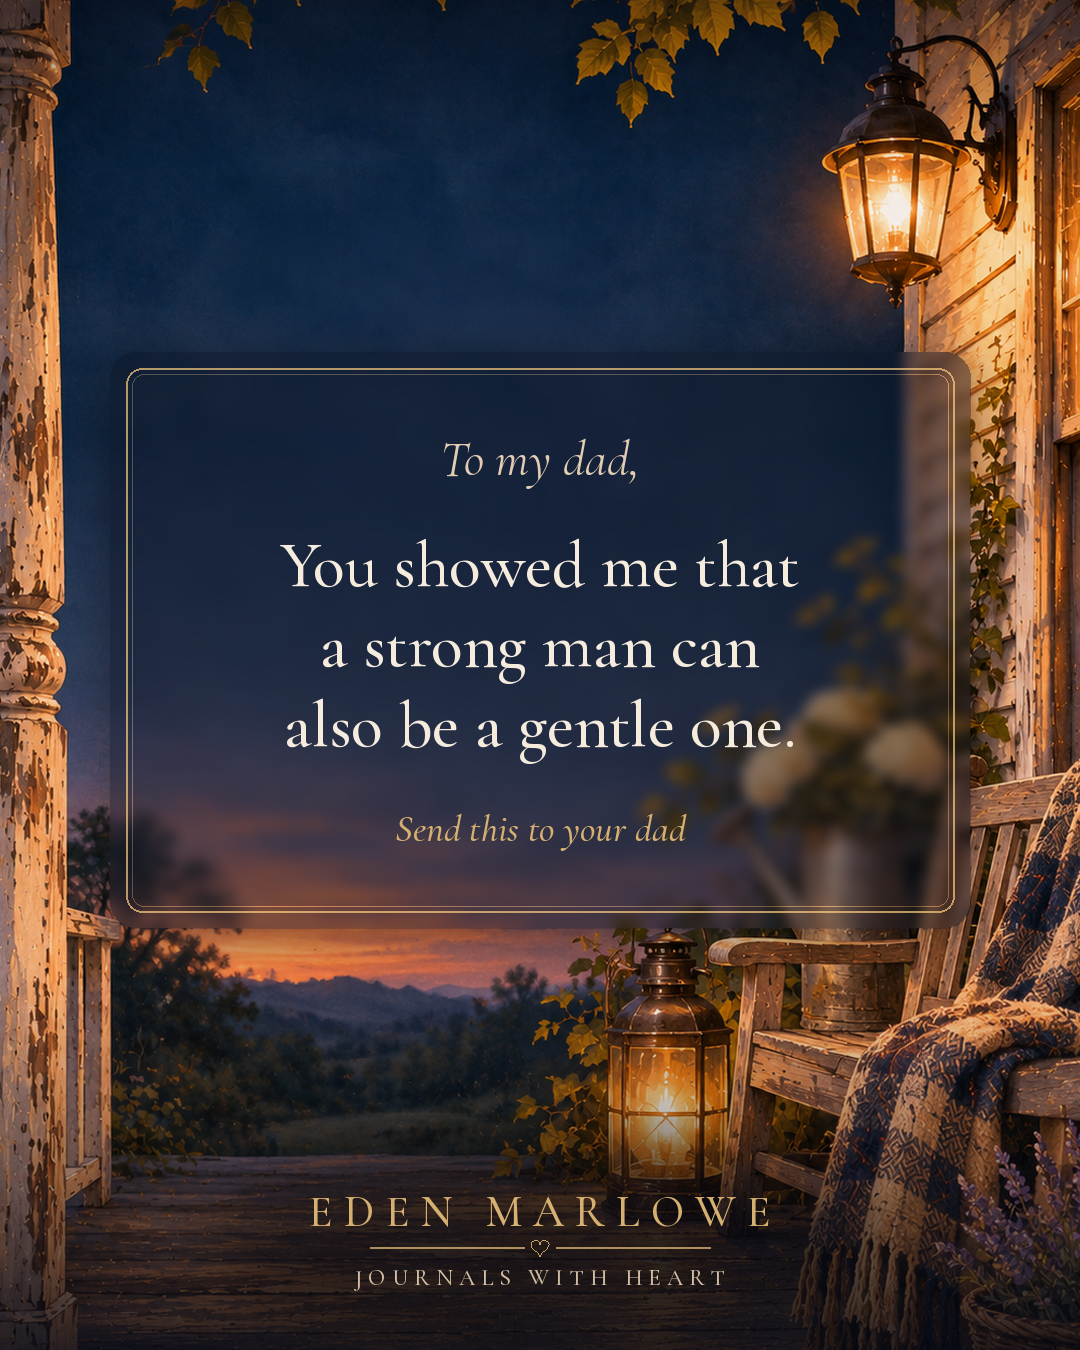 To my dad,
You showed me that
a strong man can
also be a gentle one.
Send this to your dad
EDEN MARLOWE
JOURNALS WITH HEART